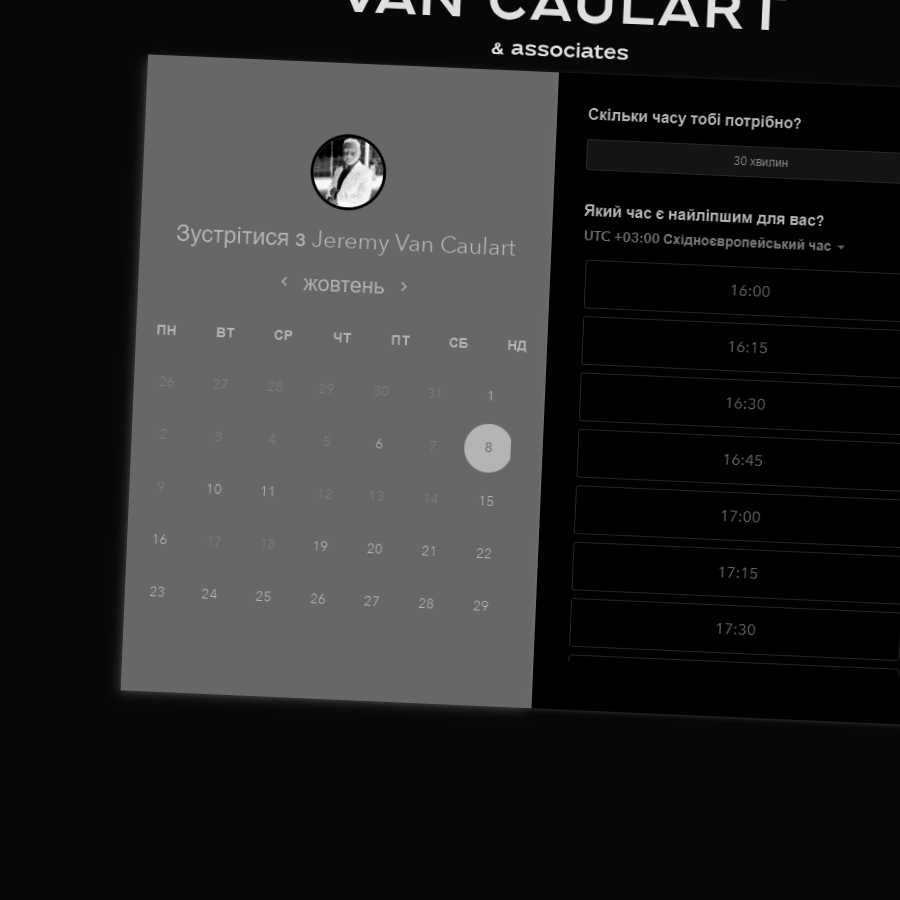 VAN CAULART
& associates
Зустрітися з Jeremy Van Caulart
‹ жовтень ›
ПН ВТ СР ЧТ ПТ СБ НД
26 27 28 29 30 31 1
2 3 4 5 6 7 8
9 10 11 12 13 14 15
16 17 18 19 20 21 22
23 24 25 26 27 28 29
Скільки часу тобі потрібно?
30 хвилин
Який час є найліпшим для вас?
UTC +03:00 Східноєвропейський час
16:00
16:15
16:30
16:45
17:00
17:15
17:30